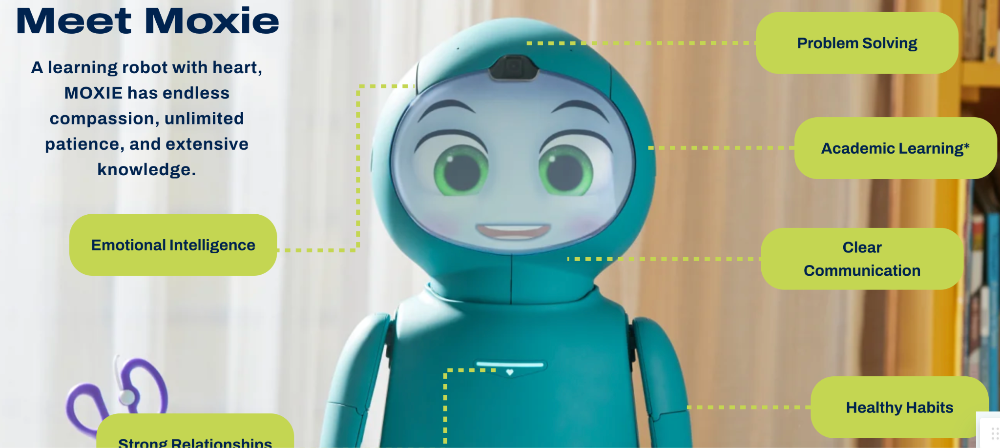 Meet Moxie
A learning robot with heart,
MOXIE has endless
compassion, unlimited
patience, and extensive
knowledge.
Problem Solving
Academic Learning*
Emotional Intelligence
Clear
Communication
Healthy Habits
Strong Relationships